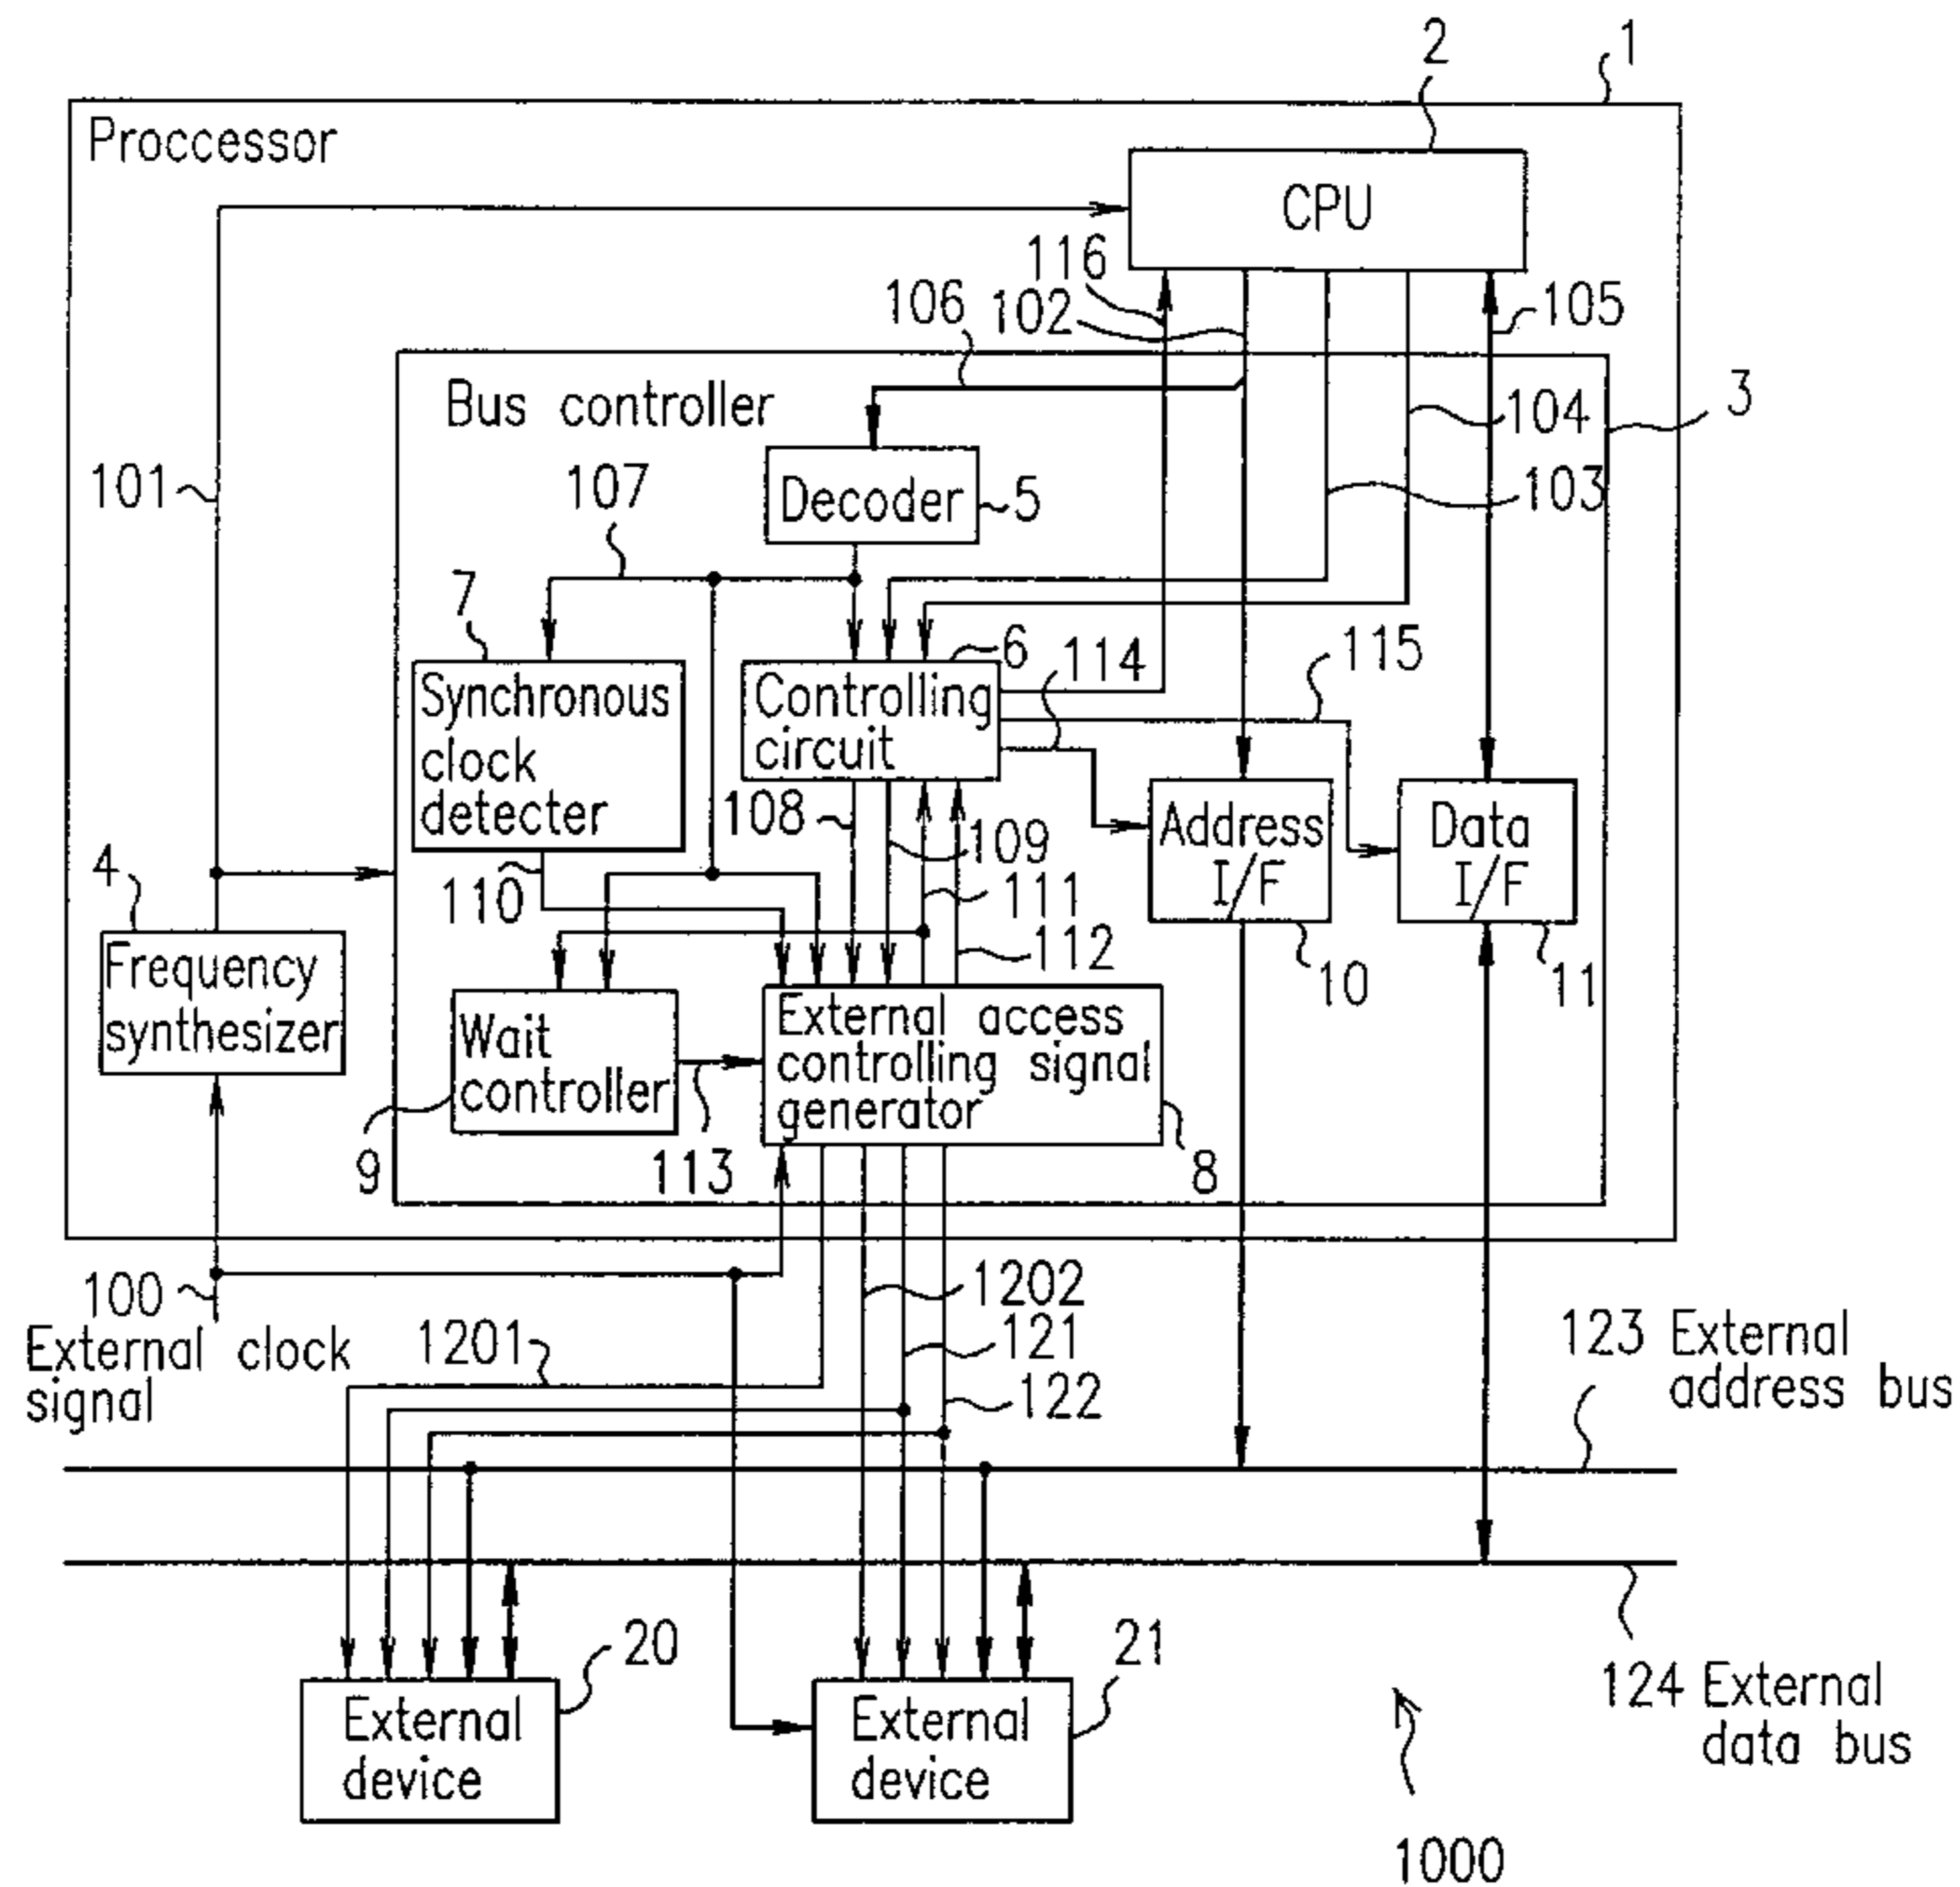 1
2
Proccessor
CPU
116
106
102
105
Bus controller
3
104
101
107
Decoder
5
103
7
6
114
115
Synchronous
clock
detecter
Controlling
circuit
108
109
Address
I/F
Data
I/F
4
110
111
112
10
11
Frequency
synthesizer
Wait
controller
External access
controlling signal
generator
9
113
8
100
External clock
signal
1202
1201
121
122
123 External
address bus
20
21
124 External
data bus
External
device
External
device
1000